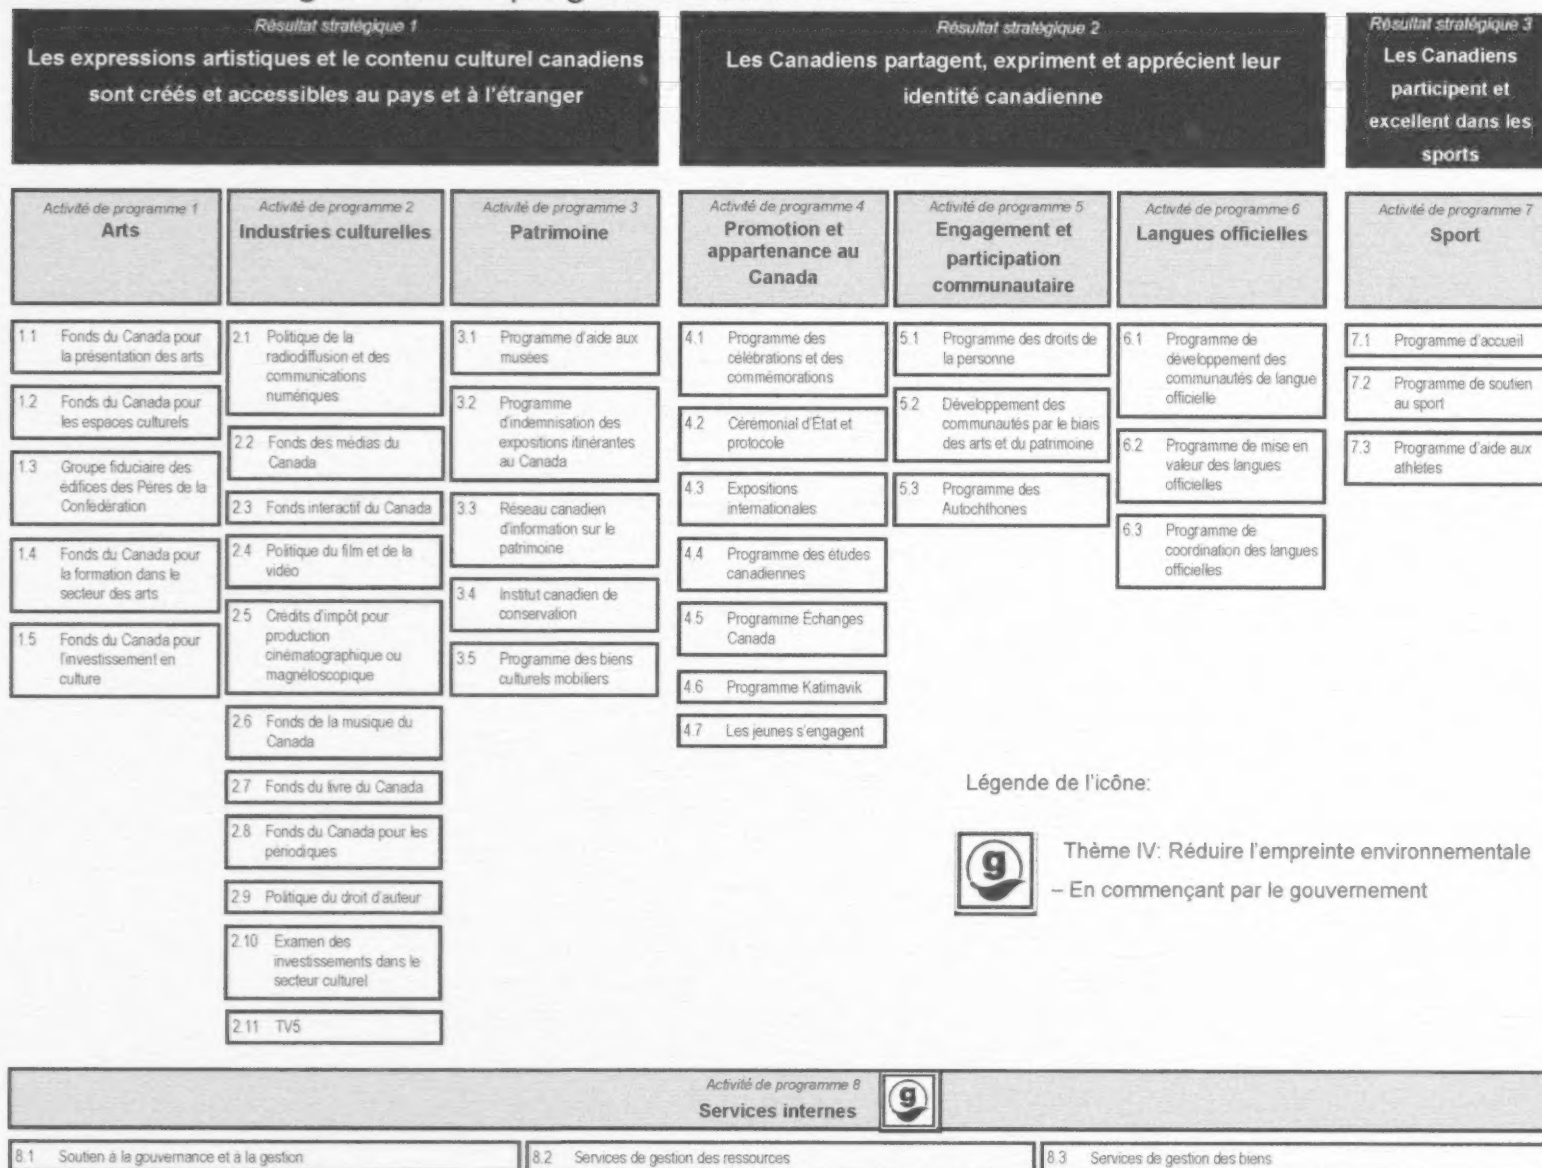 Résultat stratégique 1
Les expressions artistiques et le contenu culturel canadiens
sont créés et accessibles au pays et à l'étranger
Résultat stratégique 2
Les Canadiens partagent, expriment et apprécient leur
identité canadienne
Résultat stratégique 3
Les Canadiens
participent et
excellent dans les
sports
Activité de programme 1
Arts
Activité de programme 2
Industries culturelles
Activité de programme 3
Patrimoine
Activité de programme 4
Promotion et
appartenance au
Canada
Activité de programme 5
Engagement et
participation
communautaire
Activité de programme 6
Langues officielles
Activité de programme 7
Sport
1.1 Fonds du Canada pour
la présentation des arts
1.2 Fonds du Canada pour
les espaces culturels
1.3 Groupe fiduciaire des
édifices des Pères de la
Confédération
1.4 Fonds du Canada pour
la formation dans le
secteur des arts
1.5 Fonds du Canada pour
l'investissement en
culture
2.1 Politique de la
radiodiffusion et des
communications
numériques
2.2 Fonds des médias du
Canada
2.3 Fonds interactif du Canada
2.4 Politique du film et de la
vidéo
2.5 Crédits d'impôt pour
production
cinématographique ou
magnétoscopique
2.6 Fonds de la musique du
Canada
2.7 Fonds du livre du Canada
2.8 Fonds du Canada pour les
périodiques
2.9 Politique du droit d'auteur
2.10 Examen des
investissements dans le
secteur culturel
2.11 TV5
3.1 Programme d'aide aux
musées
3.2 Programme
d'indemnisation des
expositions itinérantes
au Canada
3.3 Réseau canadien
d'information sur le
patrimoine
3.4 Institut canadien de
conservation
3.5 Programme des biens
culturels mobiliers
4.1 Programme des
célébrations et des
commémorations
4.2 Cérémonial d'État et
protocole
4.3 Expositions
internationales
4.4 Programme des études
canadiennes
4.5 Programme Échanges
Canada
4.6 Programme Katimavik
4.7 Les jeunes s'engagent
5.1 Programme des droits de
la personne
5.2 Développement des
communautés par le biais
des arts et du patrimoine
5.3 Programme des
Autochtones
6.1 Programme de
développement des
communautés de langue
officielle
6.2 Programme de mise en
valeur des langues
officielles
6.3 Programme de
coordination des langues
officielles
7.1 Programme d'accueil
7.2 Programme de soutien
au sport
7.3 Programme d'aide aux
athlètes
Légende de l'icône:
g
Thème IV: Réduire l'empreinte environnementale
– En commençant par le gouvernement
Activité de programme 8
Services internes
g
8.1 Soutien à la gouvernance et à la gestion
8.2 Services de gestion des ressources
8.3 Services de gestion des biens